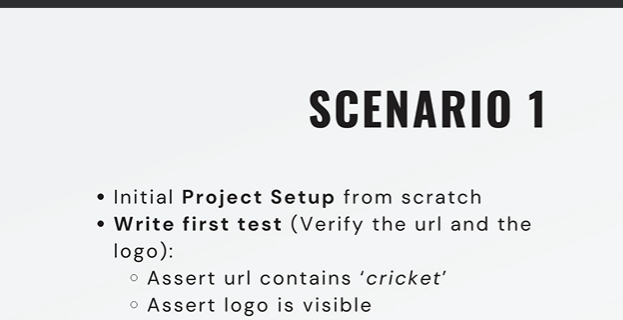 SCENARIO 1
• Initial Project Setup from scratch
• Write first test (Verify the url and the
logo):
○ Assert url contains ‘cricket’
○ Assert logo is visible